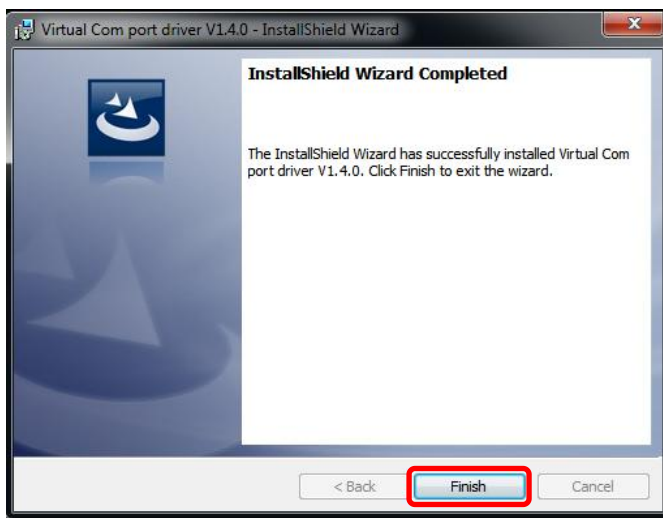 Virtual Com port driver V1.4.0 - InstallShield Wizard
InstallShield Wizard Completed
The InstallShield Wizard has successfully installed Virtual Com
port driver V1.4.0. Click Finish to exit the wizard.
< Back
Finish
Cancel